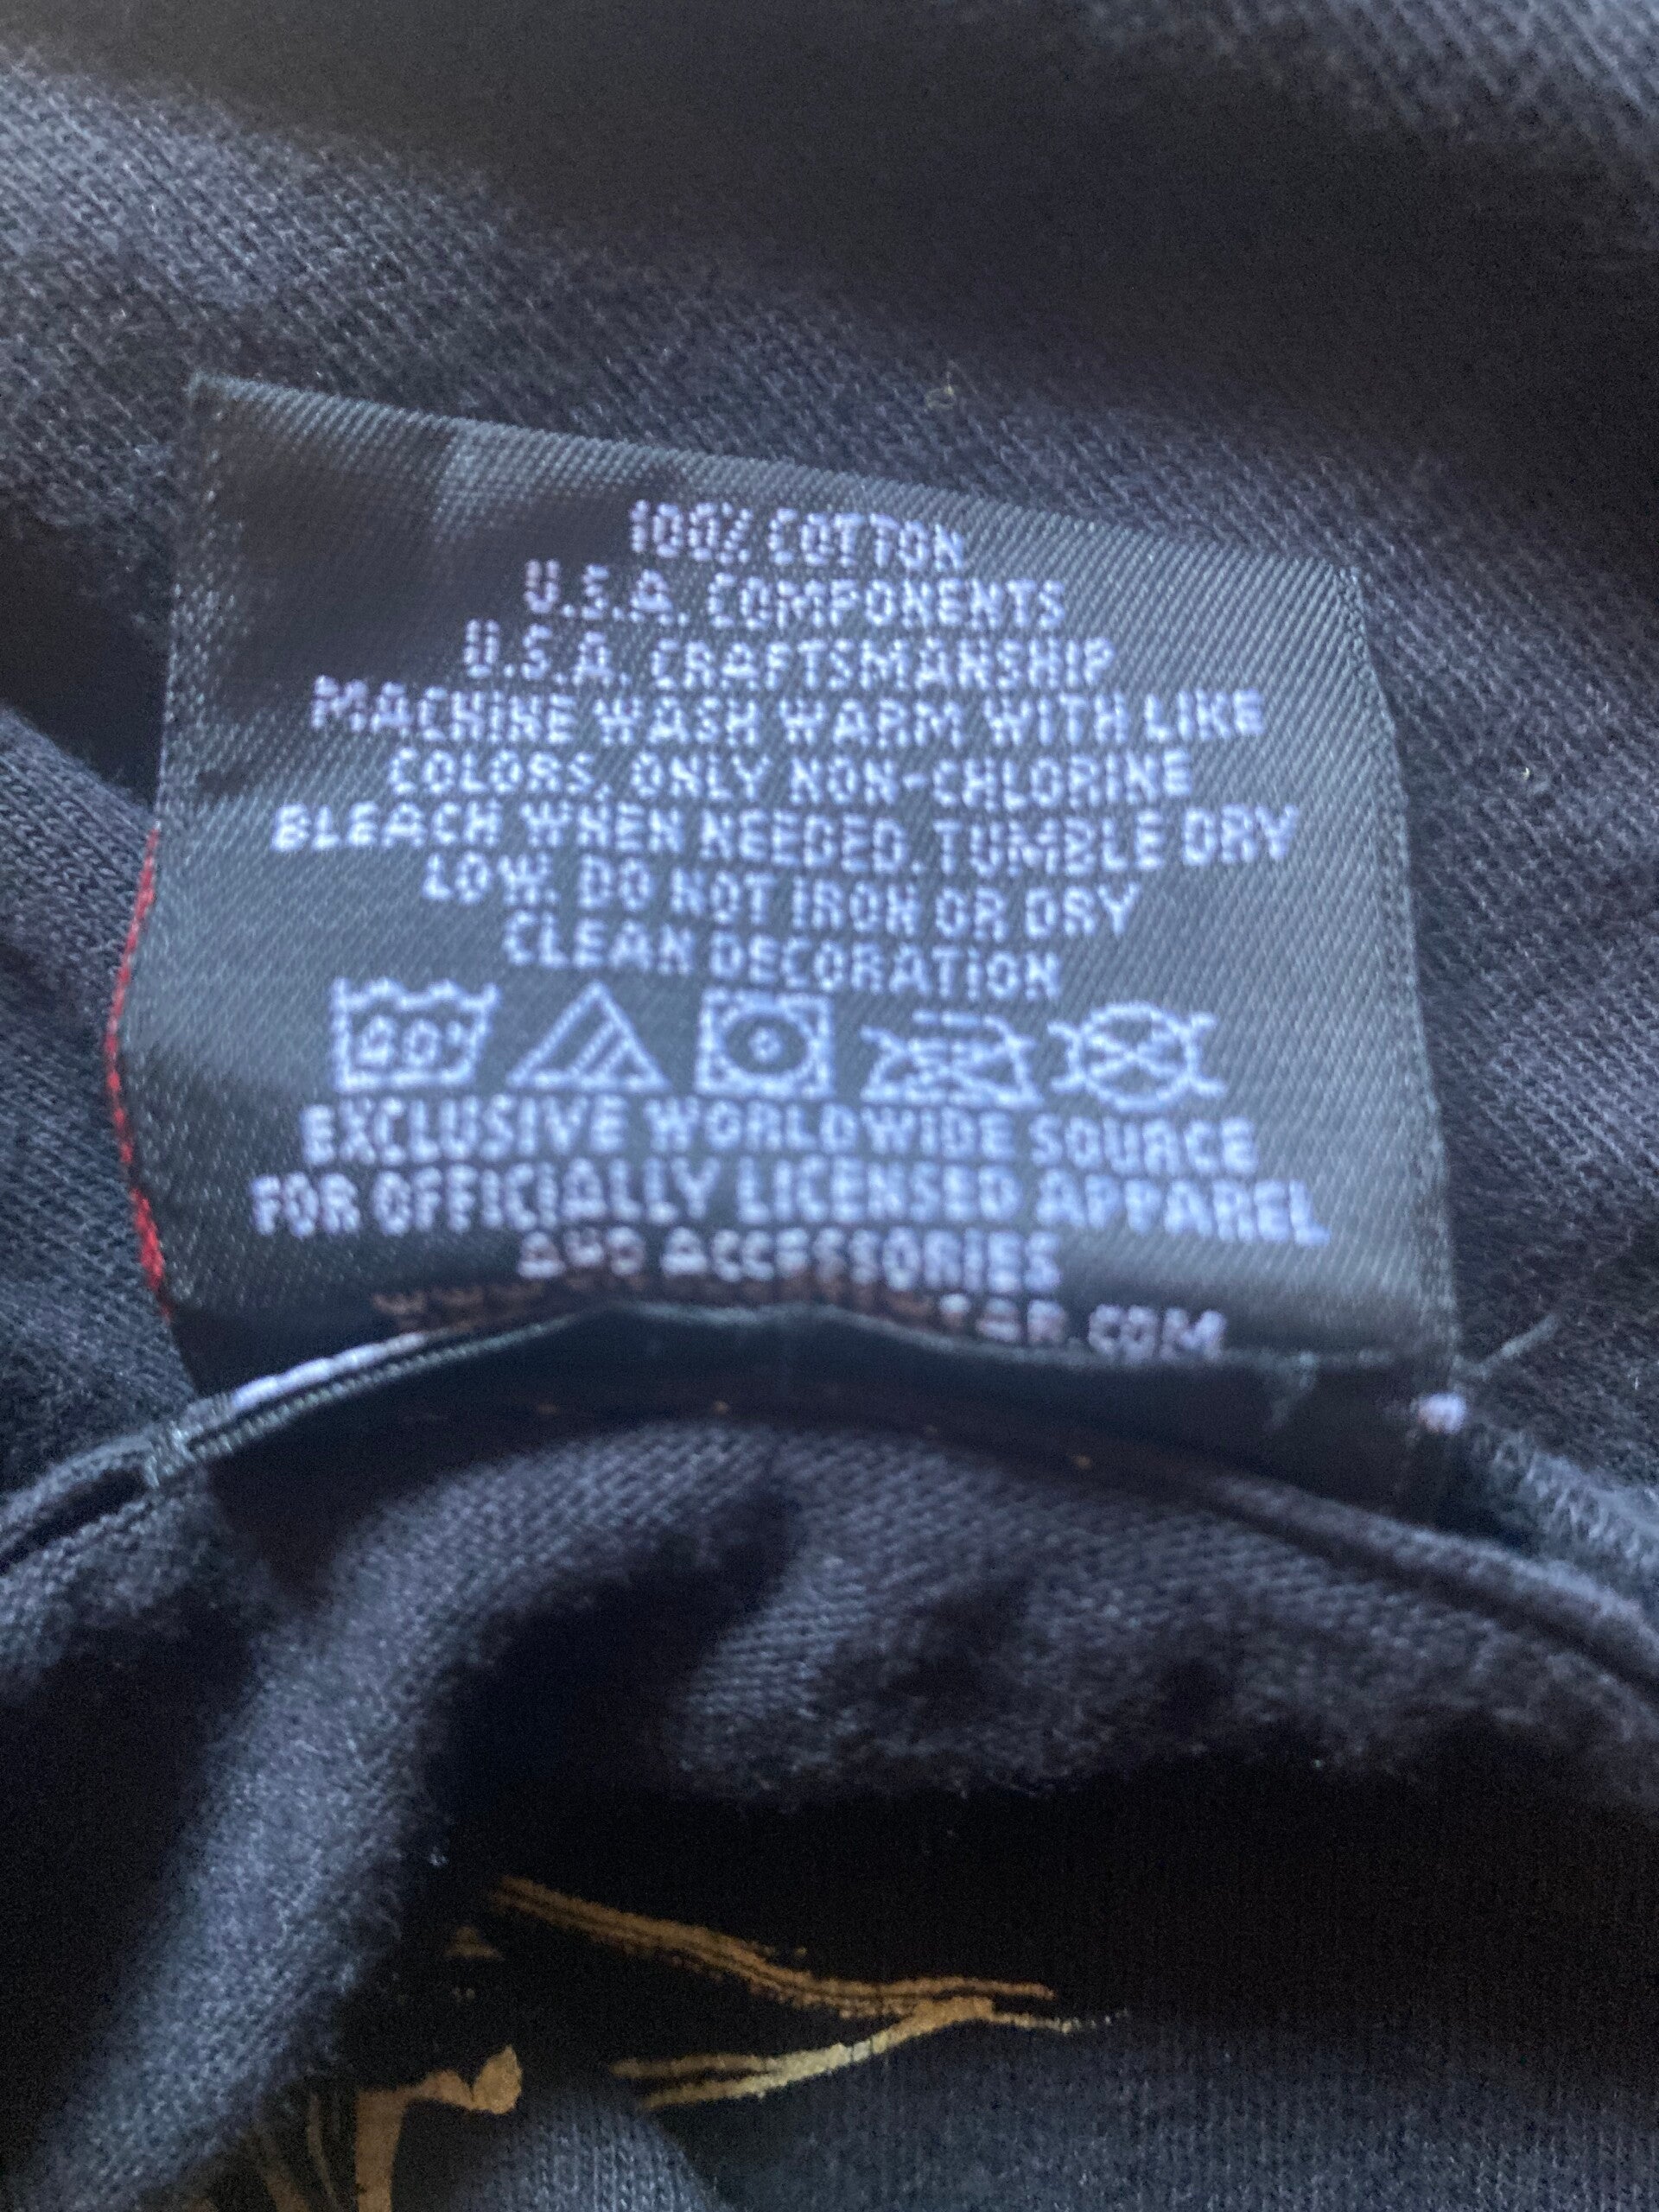 100% COTTON
U.S.A. COMPONENTS
U.S.A. CRAFTSMANSHIP
MACHINE WASH WARM WITH LIKE
COLORS, ONLY NON-CHLORINE
BLEACH WHEN NEEDED. TUMBLE DRY
LOW. DO NOT IRON OR DRY
CLEAN DECORATION
40°
EXCLUSIVE WORLDWIDE SOURCE
FOR OFFICIALLY LICENSED APPAREL
AND ACCESSORIES